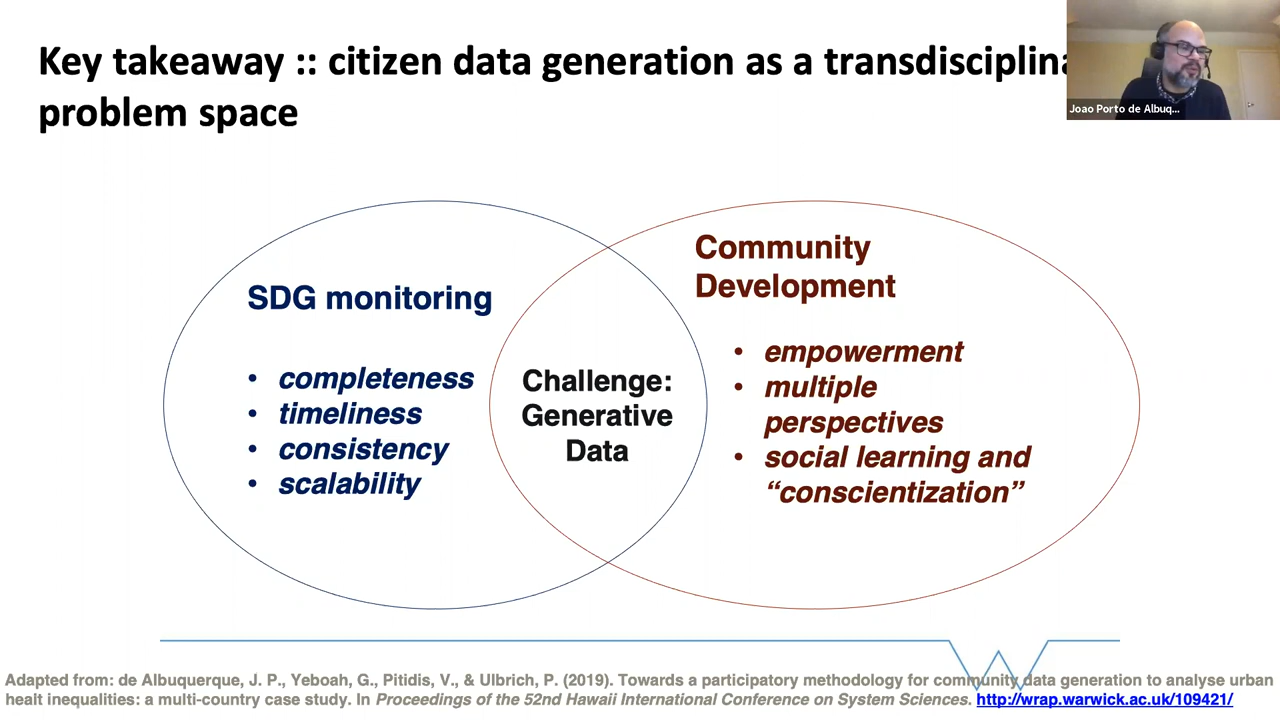 Key takeaway :: citizen data generation as a transdisciplina
problem space
Joao Porto de Albuq...
SDG monitoring
• completeness
• timeliness
• consistency
• scalability
Challenge:
Generative
Data
Community
Development
• empowerment
• multiple
perspectives
• social learning and
“conscientization”
Adapted from: de Albuquerque, J. P., Yeboah, G., Pitidis, V., & Ulbrich, P. (2019). Towards a participatory methodology for community data generation to analyse urban
healt inequalities: a multi-country case study. In Proceedings of the 52nd Hawaii International Conference on System Sciences. http://wrap.warwick.ac.uk/109421/